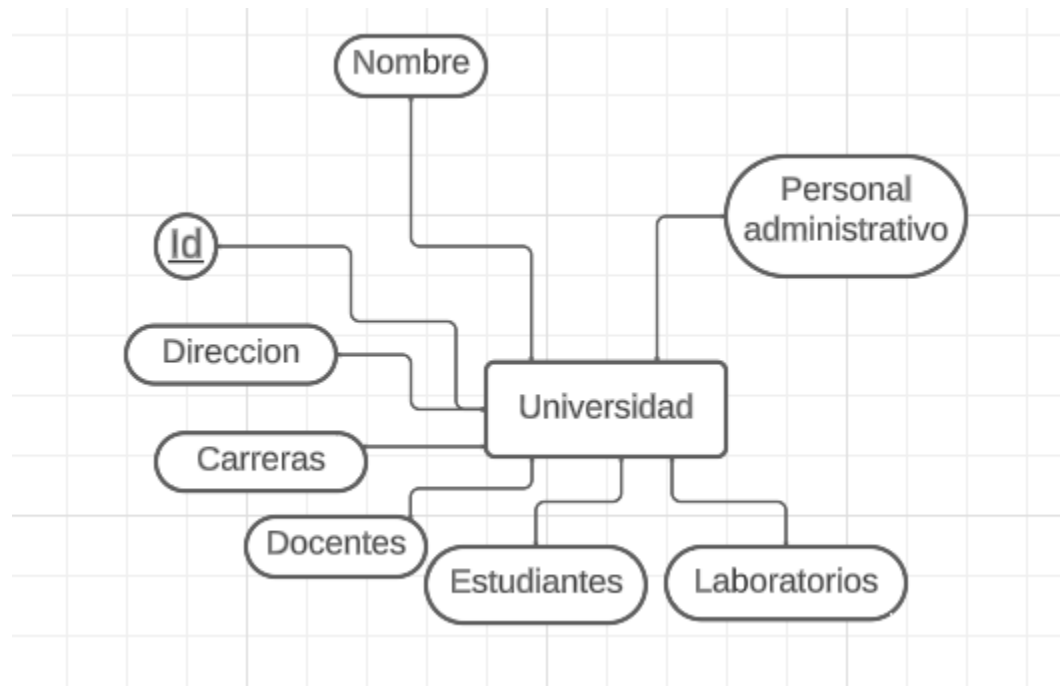 Nombre
Personal
administrativo
Id
Direccion
Universidad
Carreras
Docentes
Estudiantes
Laboratorios